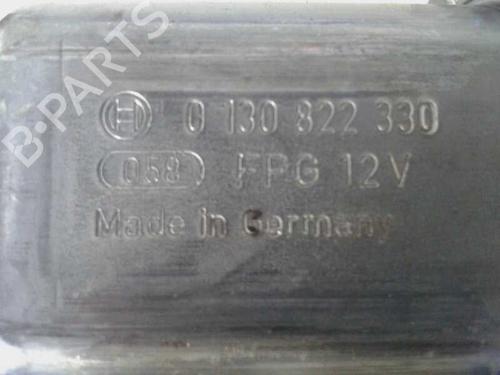 B-PARTS
0 130 822 330
058 FPG 12V
Made in Germany